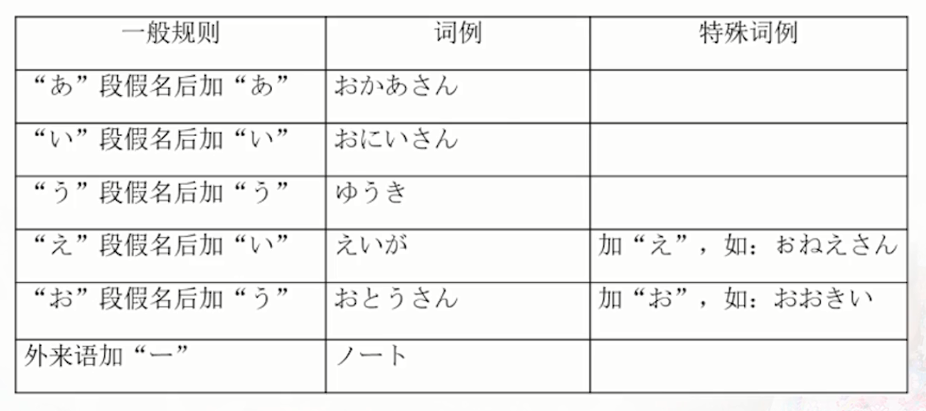 一般规则 词例 特殊词例
“あ”段假名后加“あ” おかあさん
“い”段假名后加“い” おにいさん
“う”段假名后加“う” ゆうき
“え”段假名后加“い” えいが 加“え”，如：おねえさん
“お”段假名后加“う” おとうさん 加“お”，如：おおきい
外来语加“ー” ノート